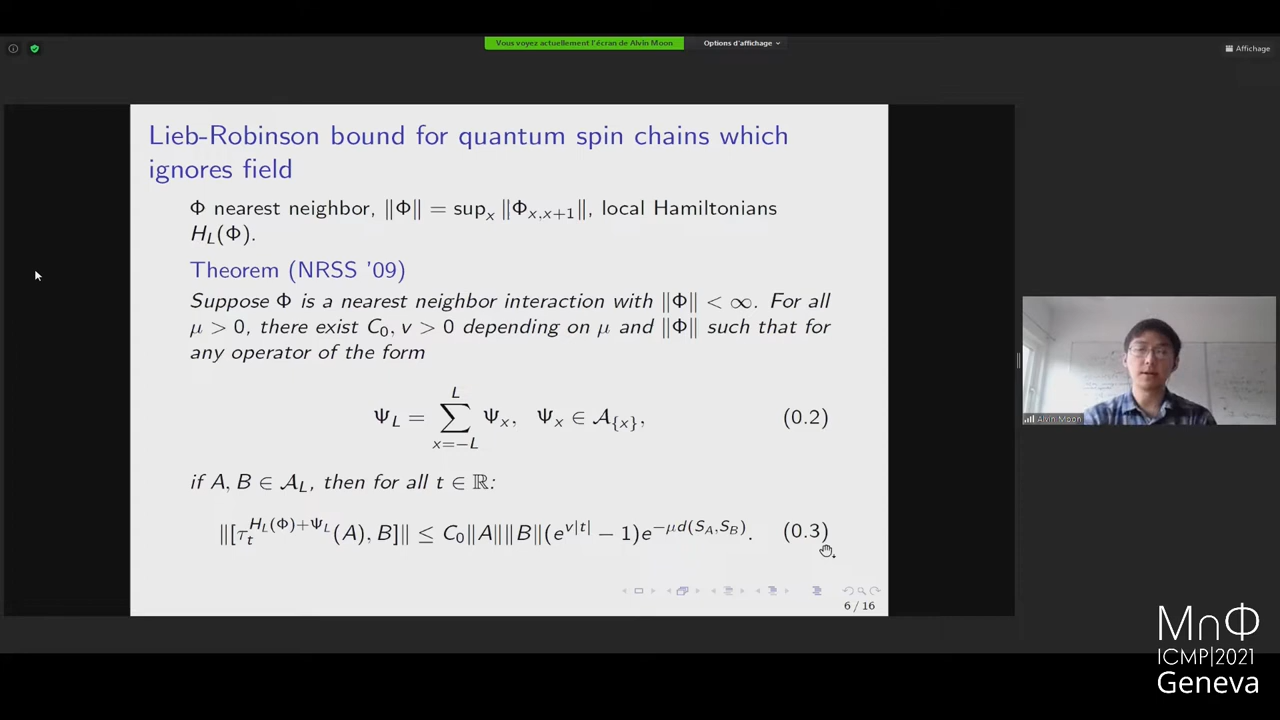 Vous voyez actuellement l'écran de Alvin Moon
Options d'affichage
Affichage
Lieb-Robinson bound for quantum spin chains which
ignores field
Φ nearest neighbor, ‖Φ‖ = sup_x ‖Φ_{x,x+1}‖, local Hamiltonians
H_L(Φ).
Theorem (NRSS '09)
Suppose Φ is a nearest neighbor interaction with ‖Φ‖ < ∞. For all
μ > 0, there exist C_0, v > 0 depending on μ and ‖Φ‖ such that for
any operator of the form
Ψ_L = ∑_{x=-L}^{L} Ψ_x, Ψ_x ∈ 𝒜_{{x}}, (0.2)
if A, B ∈ 𝒜_L, then for all t ∈ ℝ:
‖[τ_t^{H_L(Φ)+Ψ_L}(A), B]‖ ≤ C_0‖A‖‖B‖(e^{v|t|} − 1)e^{−μd(S_A,S_B)}. (0.3)
6 / 16
Alvin Moon
M∩Φ
ICMP|2021
Geneva